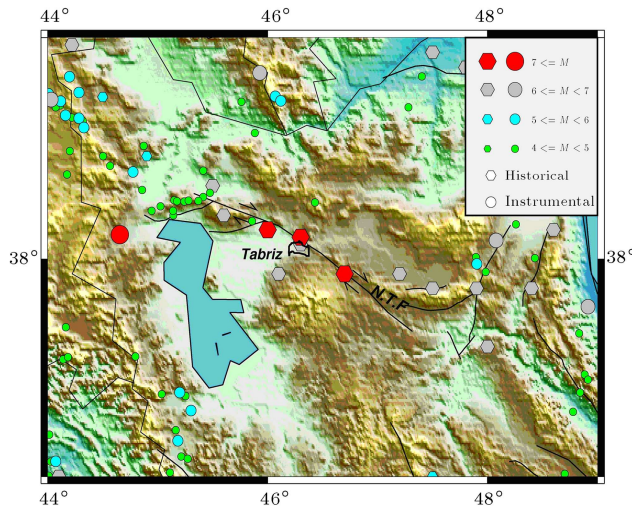 44° 46° 48°
7 <= M
6 <= M < 7
5 <= M < 6
4 <= M < 5
Historical
Instrumental
38° 38°
Tabriz
N.T.F
44° 46° 48°